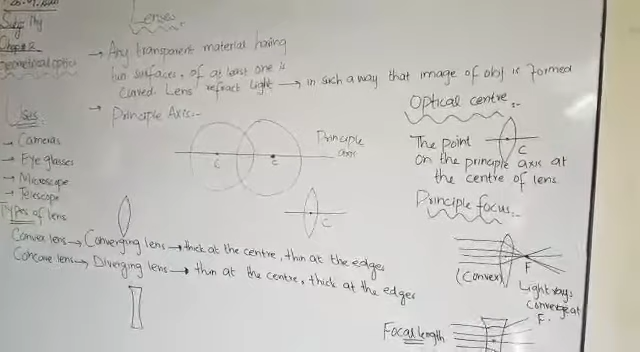 Subj: Phy
Chapter 2
Geometrical optics
Lenses:-
→ Any transparent material having
two surfaces, of at least one is
curved. Lens refract light → in such a way that image of obj is formed
→ Principle Axis:-
C
C
Principle
axis
C
Uses:
→ Cameras
→ Eye glasses
→ Microscope
→ Telescope
Types of lens
Convex lens → Converging lens → thick at the centre, thin at the edges
Concave lens → Diverging lens → thin at the centre, thick at the edges
Optical centre:-
The point
C
on the principle axis at
the centre of lens
Principle focus:-
F
(Convex)
Light rays
converge at
F.
Focal length